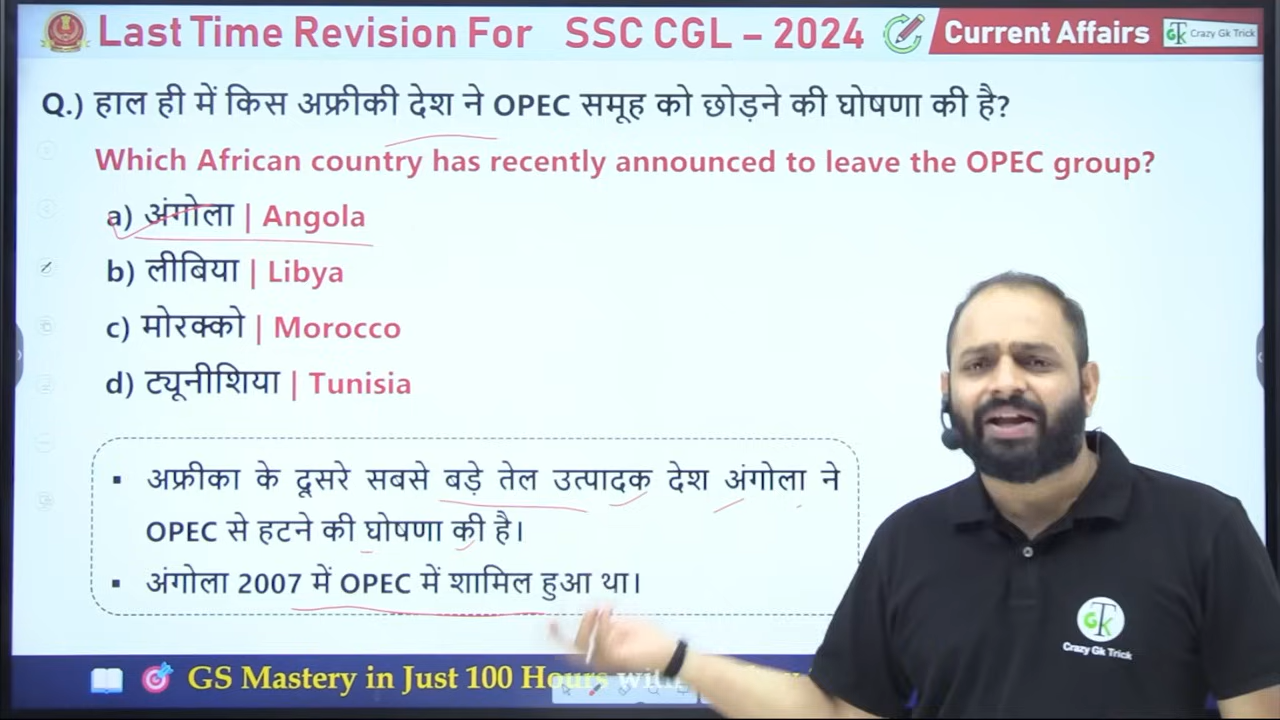 Last Time Revision For SSC CGL – 2024
Current Affairs
Crazy Gk Trick
Q.) हाल ही में किस अफ्रीकी देश ने OPEC समूह को छोड़ने की घोषणा की है?
Which African country has recently announced to leave the OPEC group?
a) अंगोला | Angola
b) लीबिया | Libya
c) मोरक्को | Morocco
d) ट्यूनीशिया | Tunisia
▪ अफ्रीका के दूसरे सबसे बड़े तेल उत्पादक देश अंगोला ने
OPEC से हटने की घोषणा की है।
▪ अंगोला 2007 में OPEC में शामिल हुआ था।
GTK
Crazy Gk Trick
GS Mastery in Just 100 Hours with